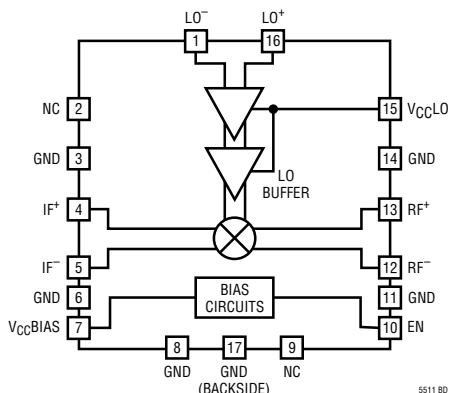 LO⁻ LO⁺
1 16
NC 2 15 VCCLO
GND 3 14 GND
LO
BUFFER
IF⁺ 4 13 RF⁺
IF⁻ 5 12 RF⁻
GND 6 11 GND
BIAS
CIRCUITS
VCCBIAS 7 10 EN
8 17 9
GND GND NC
(BACKSIDE)
5511 BD